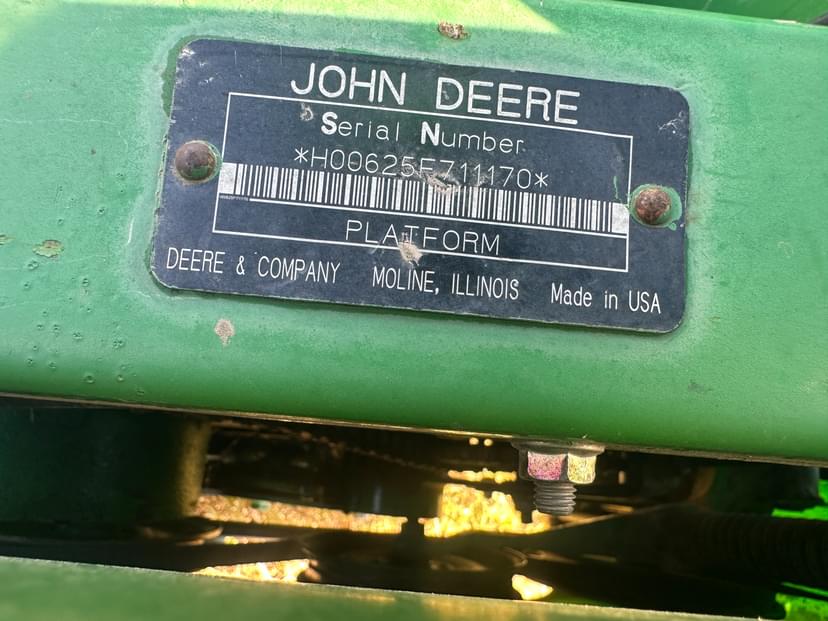 JOHN DEERE
Serial Number
*H00625F711170*
PLATFORM
DEERE & COMPANY MOLINE, ILLINOIS Made in USA